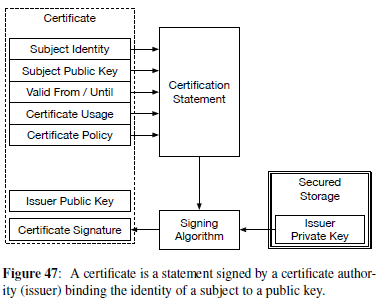 Certificate
Subject Identity
Subject Public Key
Valid From / Until
Certificate Usage
Certificate Policy
Certification
Statement
Issuer Public Key
Certificate Signature
Signing
Algorithm
Secured
Storage
Issuer
Private Key
Figure 47: A certificate is a statement signed by a certificate author-
ity (issuer) binding the identity of a subject to a public key.